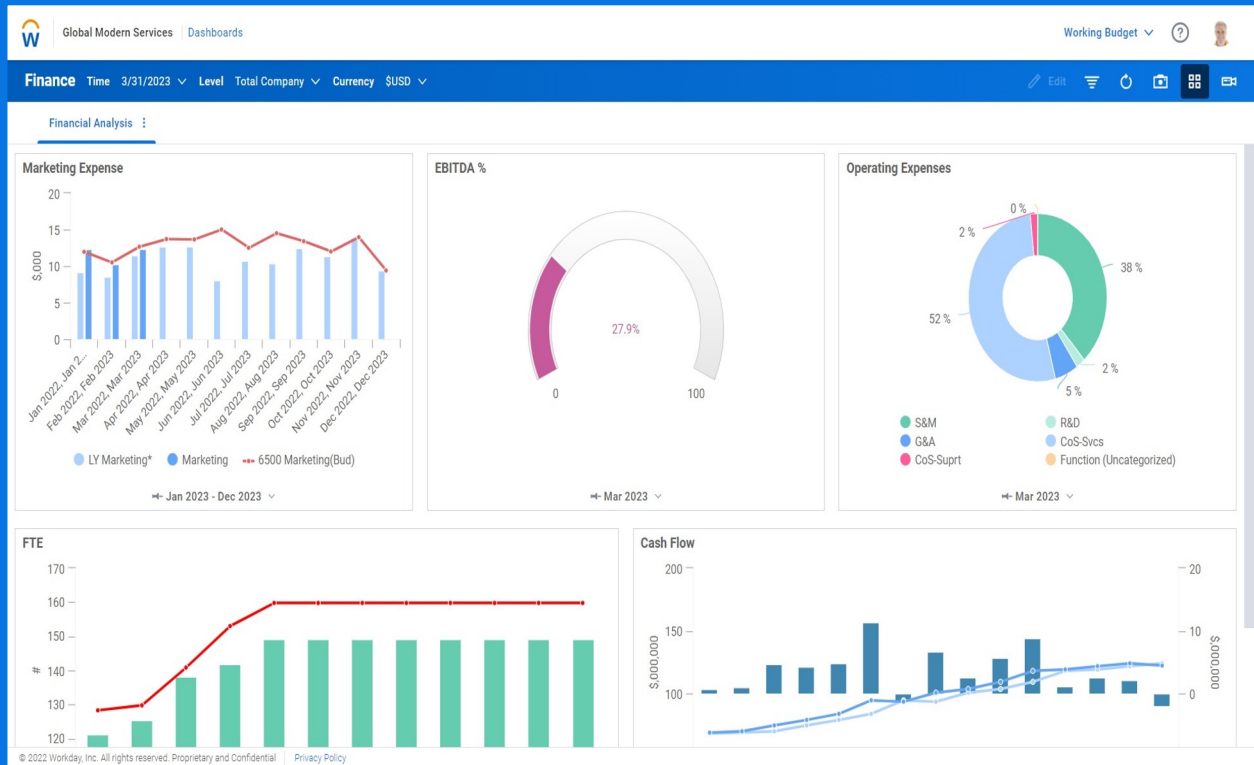 W
Global Modern Services Dashboards
Working Budget ?
Finance Time 3/31/2023 Level Total Company Currency $USD
Edit
Financial Analysis
Marketing Expense
20
15
10
5
0
$,000
Jan 2022, Jan 2...
Feb 2022, Feb 2023
Mar 2022, Mar 2023
Apr 2022, Apr 2023
May 2022, May 2023
Jun 2022, Jun 2023
Jul 2022, Jul 2023
Aug 2022, Aug 2023
Sep 2022, Sep 2023
Oct 2022, Oct 2023
Nov 2022, Nov 2023
Dec 2022, Dec 2023
LY Marketing* Marketing 6500 Marketing(Bud)
Jan 2023 - Dec 2023
EBITDA %
27.9%
0 100
Mar 2023
Operating Expenses
0 %
2 %
38 %
52 %
2 %
5 %
S&M R&D
G&A CoS-Svcs
CoS-Suprt Function (Uncategorized)
Mar 2023
FTE
170
160
150
140
130
120
#
Cash Flow
200 20
150 10
100 0
$,000,000 $,000,000
© 2022 Workday, Inc. All rights reserved. Proprietary and Confidential Privacy Policy